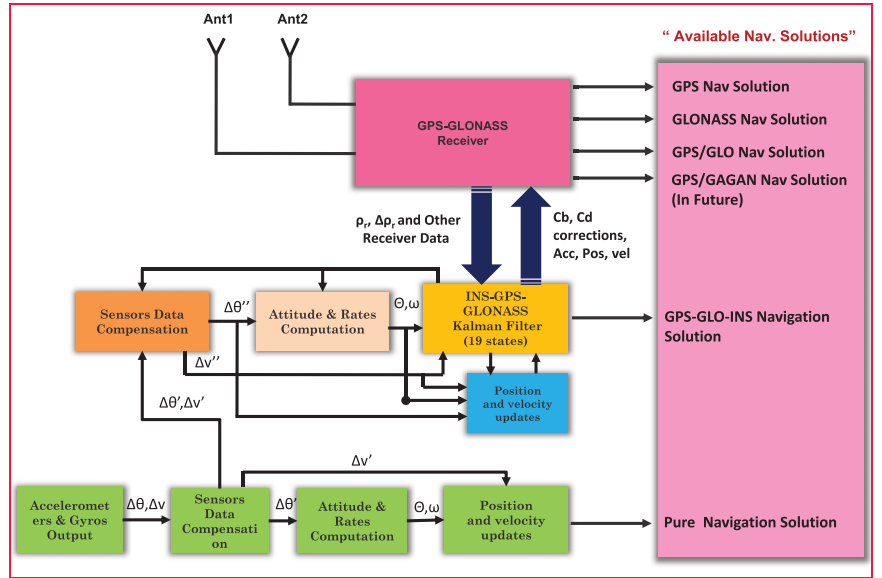 Ant1
Ant2
“ Available Nav. Solutions”
GPS-GLONASS
Receiver
GPS Nav Solution
GLONASS Nav Solution
GPS/GLO Nav Solution
GPS/GAGAN Nav Solution
(In Future)
ρr, Δρr and Other
Receiver Data
Cb, Cd
corrections,
Acc, Pos, vel
Sensors Data
Compensation
Δθ''
Attitude & Rates
Computation
Θ,ω
INS-GPS-
GLONASS
Kalman Filter
(19 states)
GPS-GLO-INS Navigation
Solution
Δv''
Position
and velocity
updates
Δθ’,Δv’
Δv’
Acceleromet
ers & Gyros
Output
Δθ,Δv
Sensors
Data
Compensati
on
Δθ’
Attitude &
Rates
Computation
Θ,ω
Position
and velocity
updates
Pure Navigation Solution